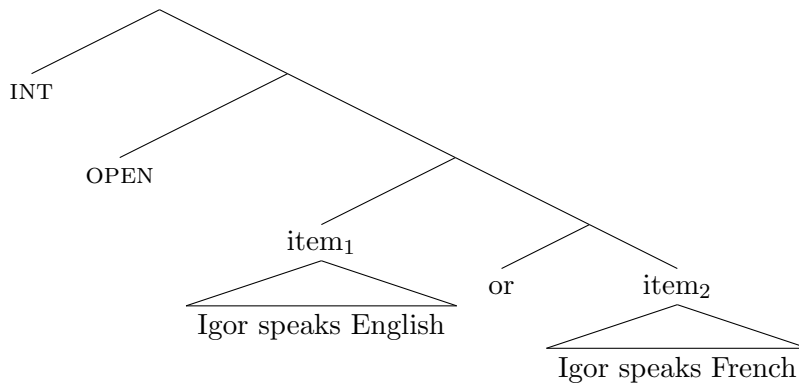 INT
OPEN
item₁
Igor speaks English
or
item₂
Igor speaks French